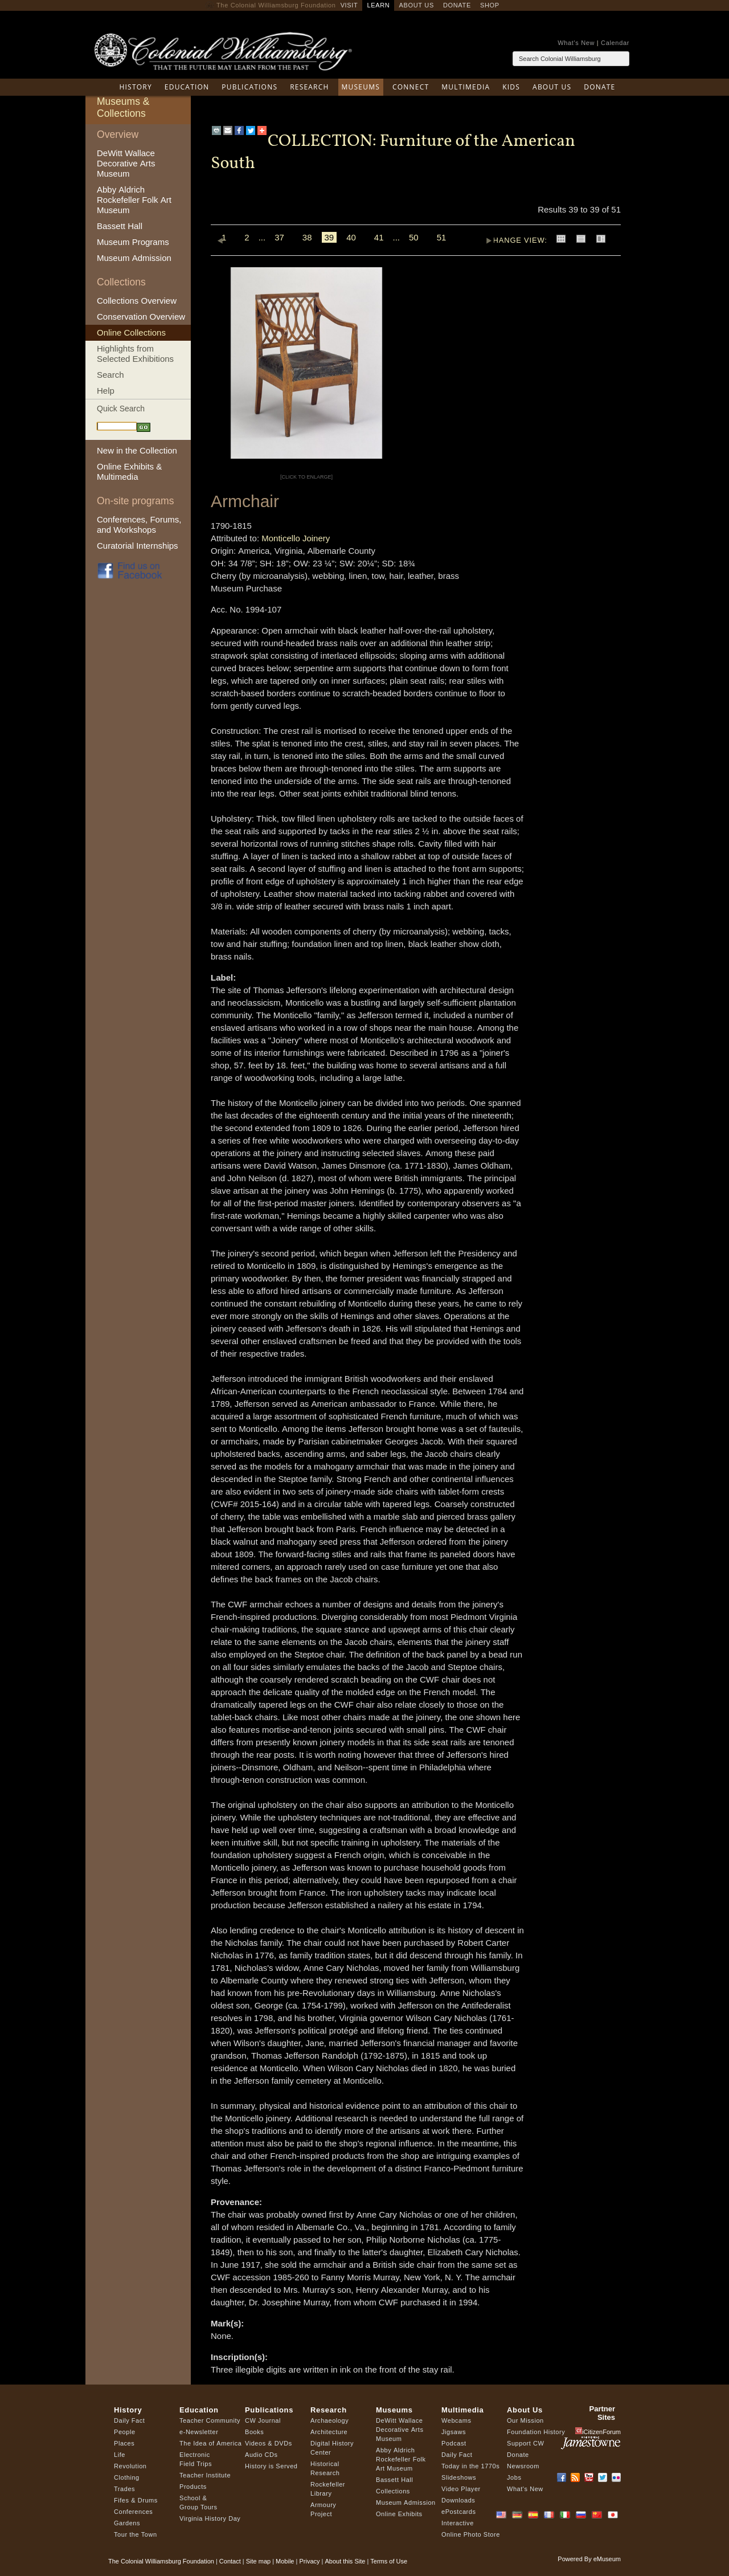 The Colonial Williamsburg Foundation VISIT LEARN ABOUT US DONATE SHOP
Colonial Williamsburg®
THAT THE FUTURE MAY LEARN FROM THE PAST
What's New | Calendar
Search Colonial Williamsburg
HISTORY EDUCATION PUBLICATIONS RESEARCH MUSEUMS CONNECT MULTIMEDIA KIDS ABOUT US DONATE
Museums &
Collections
Overview
DeWitt Wallace
Decorative Arts
Museum
Abby Aldrich
Rockefeller Folk Art
Museum
Bassett Hall
Museum Programs
Museum Admission
Collections
Collections Overview
Conservation Overview
Online Collections
Highlights from
Selected Exhibitions
Search
Help
Quick Search
GO
New in the Collection
Online Exhibits &
Multimedia
On-site programs
Conferences, Forums,
and Workshops
Curatorial Internships
Find us on
Facebook
COLLECTION: Furniture of the American
South
Results 39 to 39 of 51
1 2 ... 37 38 39 40 41 ... 50 51 HANGE VIEW:
[CLICK TO ENLARGE]
Armchair
1790-1815
Attributed to: Monticello Joinery
Origin: America, Virginia, Albemarle County
OH: 34 7/8"; SH: 18"; OW: 23 ¼"; SW: 20¼"; SD: 18¾
Cherry (by microanalysis), webbing, linen, tow, hair, leather, brass
Museum Purchase
Acc. No. 1994-107
Appearance: Open armchair with black leather half-over-the-rail upholstery,
secured with round-headed brass nails over an additional thin leather strip;
strapwork splat consisting of interlaced ellipsoids; sloping arms with additional
curved braces below; serpentine arm supports that continue down to form front
legs, which are tapered only on inner surfaces; plain seat rails; rear stiles with
scratch-based borders continue to scratch-beaded borders continue to floor to
form gently curved legs.
Construction: The crest rail is mortised to receive the tenoned upper ends of the
stiles. The splat is tenoned into the crest, stiles, and stay rail in seven places. The
stay rail, in turn, is tenoned into the stiles. Both the arms and the small curved
braces below them are through-tenoned into the stiles. The arm supports are
tenoned into the underside of the arms. The side seat rails are through-tenoned
into the rear legs. Other seat joints exhibit traditional blind tenons.
Upholstery: Thick, tow filled linen upholstery rolls are tacked to the outside faces of
the seat rails and supported by tacks in the rear stiles 2 ½ in. above the seat rails;
several horizontal rows of running stitches shape rolls. Cavity filled with hair
stuffing. A layer of linen is tacked into a shallow rabbet at top of outside faces of
seat rails. A second layer of stuffing and linen is attached to the front arm supports;
profile of front edge of upholstery is approximately 1 inch higher than the rear edge
of upholstery. Leather show material tacked into tacking rabbet and covered with
3/8 in. wide strip of leather secured with brass nails 1 inch apart.
Materials: All wooden components of cherry (by microanalysis); webbing, tacks,
tow and hair stuffing; foundation linen and top linen, black leather show cloth,
brass nails.
Label:
The site of Thomas Jefferson's lifelong experimentation with architectural design
and neoclassicism, Monticello was a bustling and largely self-sufficient plantation
community. The Monticello "family," as Jefferson termed it, included a number of
enslaved artisans who worked in a row of shops near the main house. Among the
facilities was a "Joinery" where most of Monticello's architectural woodwork and
some of its interior furnishings were fabricated. Described in 1796 as a "joiner's
shop, 57. feet by 18. feet," the building was home to several artisans and a full
range of woodworking tools, including a large lathe.
The history of the Monticello joinery can be divided into two periods. One spanned
the last decades of the eighteenth century and the initial years of the nineteenth;
the second extended from 1809 to 1826. During the earlier period, Jefferson hired
a series of free white woodworkers who were charged with overseeing day-to-day
operations at the joinery and instructing selected slaves. Among these paid
artisans were David Watson, James Dinsmore (ca. 1771-1830), James Oldham,
and John Neilson (d. 1827), most of whom were British immigrants. The principal
slave artisan at the joinery was John Hemings (b. 1775), who apparently worked
for all of the first-period master joiners. Identified by contemporary observers as "a
first-rate workman," Hemings became a highly skilled carpenter who was also
conversant with a wide range of other skills.
The joinery's second period, which began when Jefferson left the Presidency and
retired to Monticello in 1809, is distinguished by Hemings's emergence as the
primary woodworker. By then, the former president was financially strapped and
less able to afford hired artisans or commercially made furniture. As Jefferson
continued the constant rebuilding of Monticello during these years, he came to rely
ever more strongly on the skills of Hemings and other slaves. Operations at the
joinery ceased with Jefferson's death in 1826. His will stipulated that Hemings and
several other enslaved craftsmen be freed and that they be provided with the tools
of their respective trades.
Jefferson introduced the immigrant British woodworkers and their enslaved
African-American counterparts to the French neoclassical style. Between 1784 and
1789, Jefferson served as American ambassador to France. While there, he
acquired a large assortment of sophisticated French furniture, much of which was
sent to Monticello. Among the items Jefferson brought home was a set of fauteuils,
or armchairs, made by Parisian cabinetmaker Georges Jacob. With their squared
upholstered backs, ascending arms, and saber legs, the chair Jacob chairs clearly
served as the models for a mahogany armchair that was made in the joinery and
descended in the Steptoe family. Strong French and other continental influences
are also evident in two sets of joinery-made side chairs with tablet-form crests
(CWF# 2015-164) and in a circular table with tapered legs. Coarsely constructed
of cherry, the table was embellished with a marble slab and pierced brass gallery
that Jefferson brought back from Paris. French influence may be detected in a
black walnut and mahogany seed press that Jefferson ordered from the joinery
about 1809. The forward-facing stiles and rails that frame its paneled doors have
mitered corners, an approach rarely used on case furniture yet one that also
defines the back frames on the Jacob chairs.
The CWF armchair echoes a number of designs and details from the joinery's
French-inspired productions. Diverging considerably from most Piedmont Virginia
chair-making traditions, the square stance and upswept arms of this chair clearly
relate to the same elements on the Jacob chairs, elements that the joinery staff
also employed on the Steptoe chair. The definition of the back panel by a bead run
on all four sides similarly emulates the backs of the Jacob and Steptoe chairs,
although the coarsely rendered scratch beading on the CWF chair does not
approach the delicate quality of the molded edge on the French model. The
dramatically tapered legs on the CWF chair also relate closely to those on the
tablet-back chairs. Like most other chairs made at the joinery, the one shown here
also features mortise-and-tenon joints secured with small pins. The CWF chair
differs from presently known joinery models in that its side seat rails are tenoned
through the rear posts. It is worth noting however that three of Jefferson's hired
joiners--Dinsmore, Oldham, and Neilson--spent time in Philadelphia where
through-tenon construction was common.
The original upholstery on the chair also supports an attribution to the Monticello
joinery. While the upholstery techniques are not-traditional, they are effective and
have held up well over time, suggesting a craftsman with a broad knowledge and
keen intuitive skill, but not specific training in upholstery. The materials of the
foundation upholstery suggest a French origin, which is conceivable in the
Monticello joinery, as Jefferson was known to purchase household goods from
France in this period; alternatively, they could have been repurposed from a chair
Jefferson brought from France. The iron upholstery tacks may indicate local
production because Jefferson established a nailery at his estate in 1794.
Also lending credence to the chair's Monticello attribution is its history of descent in
the Nicholas family. The chair could not have been purchased by Robert Carter
Nicholas in 1776, as family tradition states, but it did descend through his family. In
1781, Nicholas's widow, Anne Cary Nicholas, moved her family from Williamsburg
to Albemarle County where they renewed strong ties with Jefferson, whom they
had known from his pre-Revolutionary days in Williamsburg. Anne Nicholas's
oldest son, George (ca. 1754-1799), worked with Jefferson on the Antifederalist
resolves in 1798, and his brother, Virginia governor Wilson Cary Nicholas (1761-
1820), was Jefferson's political protégé and lifelong friend. The ties continued
when Wilson's daughter, Jane, married Jefferson's financial manager and favorite
grandson, Thomas Jefferson Randolph (1792-1875), in 1815 and took up
residence at Monticello. When Wilson Cary Nicholas died in 1820, he was buried
in the Jefferson family cemetery at Monticello.
In summary, physical and historical evidence point to an attribution of this chair to
the Monticello joinery. Additional research is needed to understand the full range of
the shop's traditions and to identify more of the artisans at work there. Further
attention must also be paid to the shop's regional influence. In the meantime, this
chair and other French-inspired products from the shop are intriguing examples of
Thomas Jefferson's role in the development of a distinct Franco-Piedmont furniture
style.
Provenance:
The chair was probably owned first by Anne Cary Nicholas or one of her children,
all of whom resided in Albemarle Co., Va., beginning in 1781. According to family
tradition, it eventually passed to her son, Philip Norborne Nicholas (ca. 1775-
1849), then to his son, and finally to the latter's daughter, Elizabeth Cary Nicholas.
In June 1917, she sold the armchair and a British side chair from the same set as
CWF accession 1985-260 to Fanny Morris Murray, New York, N. Y. The armchair
then descended to Mrs. Murray's son, Henry Alexander Murray, and to his
daughter, Dr. Josephine Murray, from whom CWF purchased it in 1994.
Mark(s):
None.
Inscription(s):
Three illegible digits are written in ink on the front of the stay rail.
History
Daily Fact
People
Places
Life
Revolution
Clothing
Trades
Fifes & Drums
Conferences
Gardens
Tour the Town
Education
Teacher Community
e-Newsletter
The Idea of America
Electronic
Field Trips
Teacher Institute
Products
School &
Group Tours
Virginia History Day
Publications
CW Journal
Books
Videos & DVDs
Audio CDs
History is Served
Research
Archaeology
Architecture
Digital History
Center
Historical
Research
Rockefeller
Library
Armoury
Project
Museums
DeWitt Wallace
Decorative Arts
Museum
Abby Aldrich
Rockefeller Folk
Art Museum
Bassett Hall
Museum Admission
Collections
Online Exhibits
Multimedia
Webcams
Jigsaws
Podcast
Daily Fact
Today in the 1770s
Slideshows
Video Player
Downloads
ePostcards
Interactive
Online Photo Store
About Us
Our Mission
Foundation History
Support CW
Donate
Newsroom
Jobs
What's New
Partner
Sites
CitizenForum
HISTORIC
Jamestowne
The Colonial Williamsburg Foundation | Contact | Site map | Mobile | Privacy | About this Site | Terms of Use
Powered By eMuseum